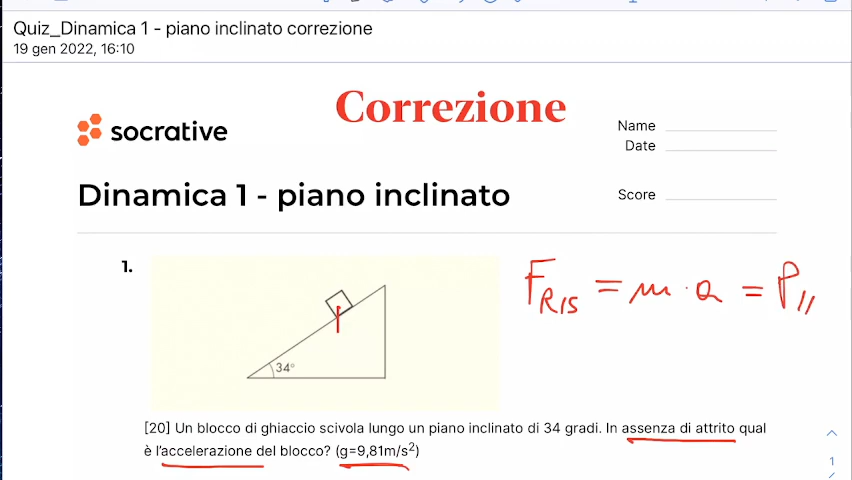 Quiz_Dinamica 1 - piano inclinato correzione
19 gen 2022, 16:10
Correzione
socrative
Name
Date
Dinamica 1 - piano inclinato
Score
1.
F RIS = m · a = P //
34°
[20] Un blocco di ghiaccio scivola lungo un piano inclinato di 34 gradi. In assenza di attrito qual
è l'accelerazione del blocco? (g=9,81m/s²)
1